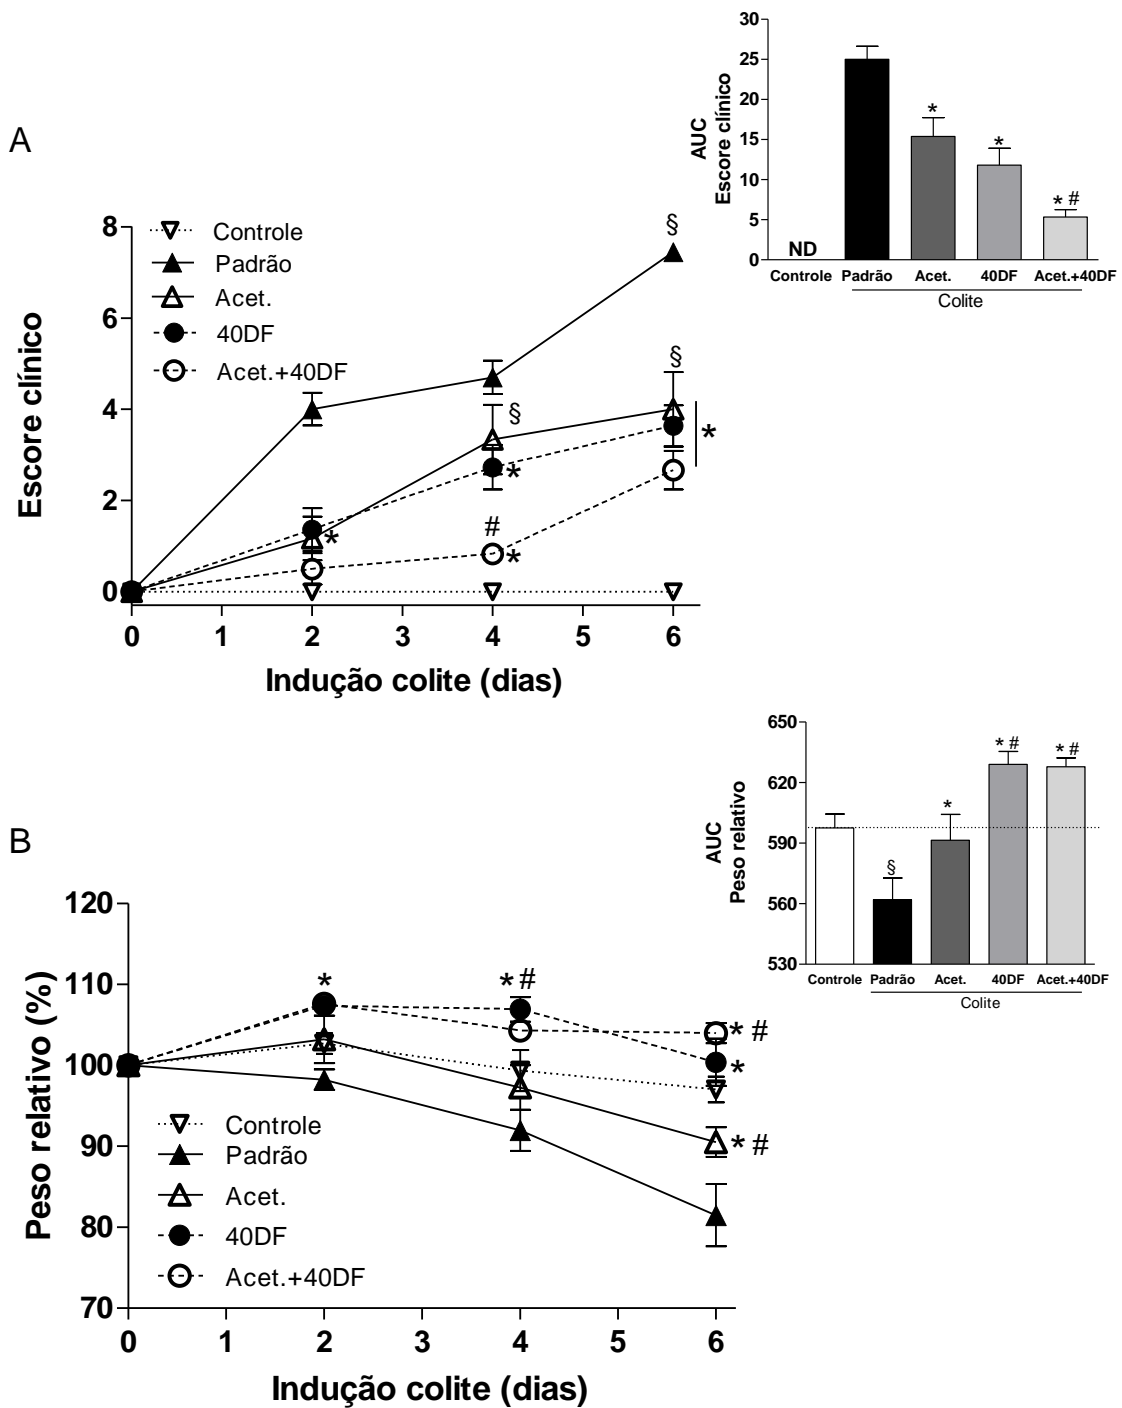 A
Escore clínico
8
6
4
2
0
Controle
Padrão
Acet.
40DF
Acet.+40DF
§
§
§
*
*
*
#
*
0 1 2 3 4 5 6
Indução colite (dias)
AUC
Escore clínico
30
25
20
15
10
5
0
ND
*
*
* #
Controle Padrão Acet. 40DF Acet.+40DF
Colite
B
Peso relativo (%)
120
110
100
90
80
70
*
* #
* #
*
* #
Controle
Padrão
Acet.
40DF
Acet.+40DF
0 1 2 3 4 5 6
Indução colite (dias)
AUC
Peso relativo
650
620
590
560
530
§
*
* #
* #
Controle Padrão Acet. 40DF Acet.+40DF
Colite